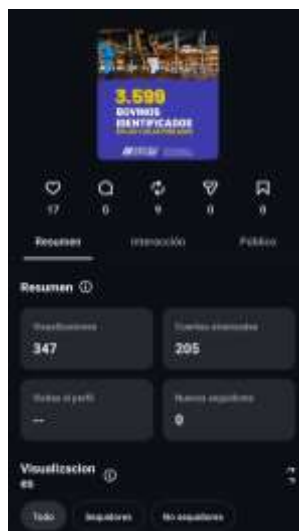 3.599
BOVINOS
IDENTIFICADOS
17
0
9
0
0
Resumen
Interacción
Público
Resumen
Visualizaciones
Cuentas alcanzadas
347
205
Visitas al perfil
Nuevos seguidores
--
0
Visualizacion
es
Todo
Seguidores
No seguidores